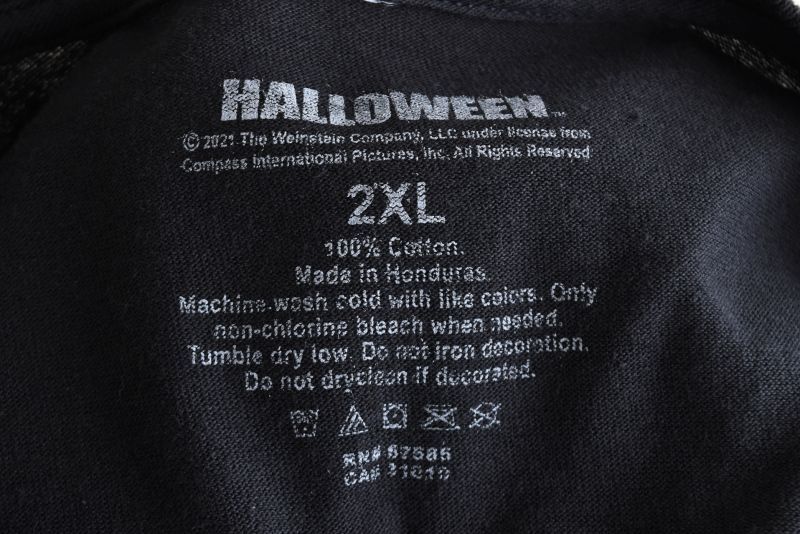 HALLOWEEN™
© 2021 The Weinstein Company, LLC under license from
Compass International Pictures, Inc. All Rights Reserved
2XL
100% Cotton.
Made in Honduras.
Machine wash cold with like colors. Only
non-chlorine bleach when needed.
Tumble dry low. Do not iron decoration.
Do not dryclean if decorated.
RN#
CA#